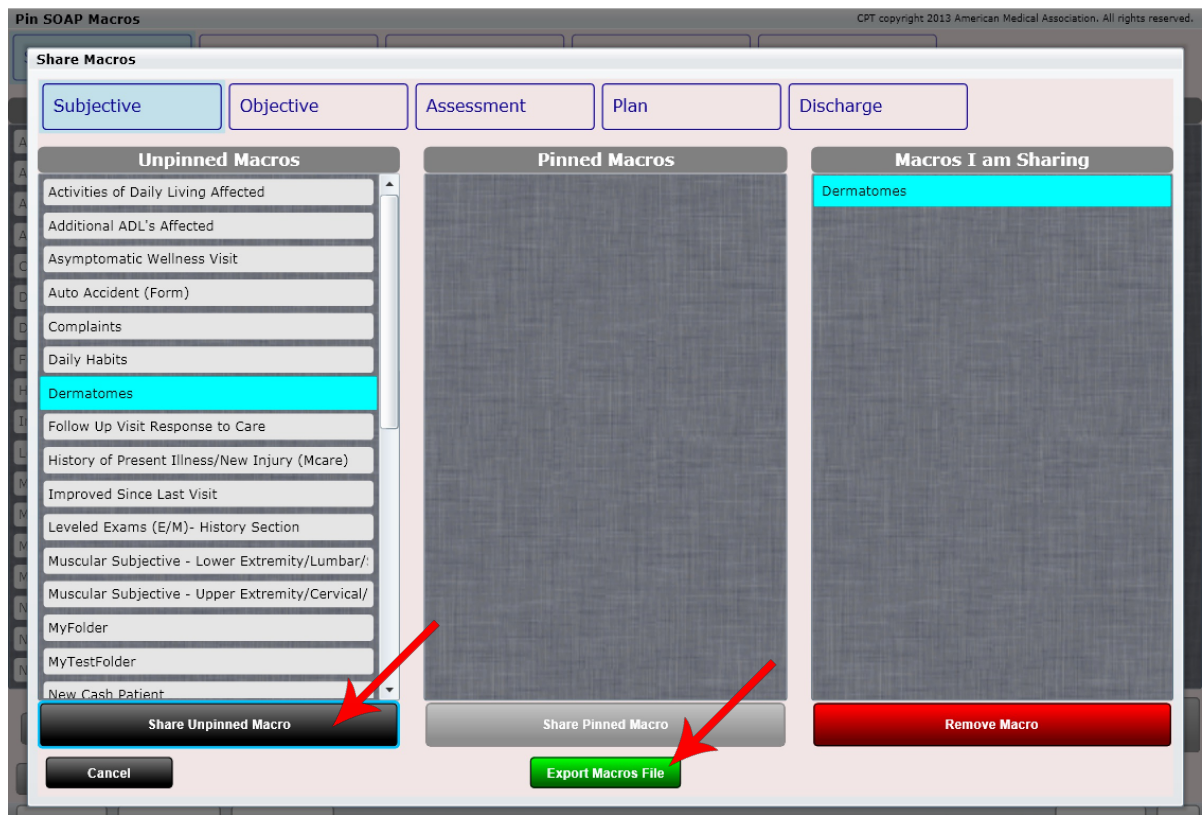 Pin SOAP Macros
CPT copyright 2013 American Medical Association. All rights reserved.
Share Macros
Subjective
Objective
Assessment
Plan
Discharge
Unpinned Macros
Pinned Macros
Macros I am Sharing
Activities of Daily Living Affected
Additional ADL's Affected
Asymptomatic Wellness Visit
Auto Accident (Form)
Complaints
Daily Habits
Dermatomes
Follow Up Visit Response to Care
History of Present Illness/New Injury (Mcare)
Improved Since Last Visit
Leveled Exams (E/M)- History Section
Muscular Subjective - Lower Extremity/Lumbar/
Muscular Subjective - Upper Extremity/Cervical/
MyFolder
MyTestFolder
New Cash Patient
Dermatomes
Share Unpinned Macro
Share Pinned Macro
Remove Macro
Cancel
Export Macros File